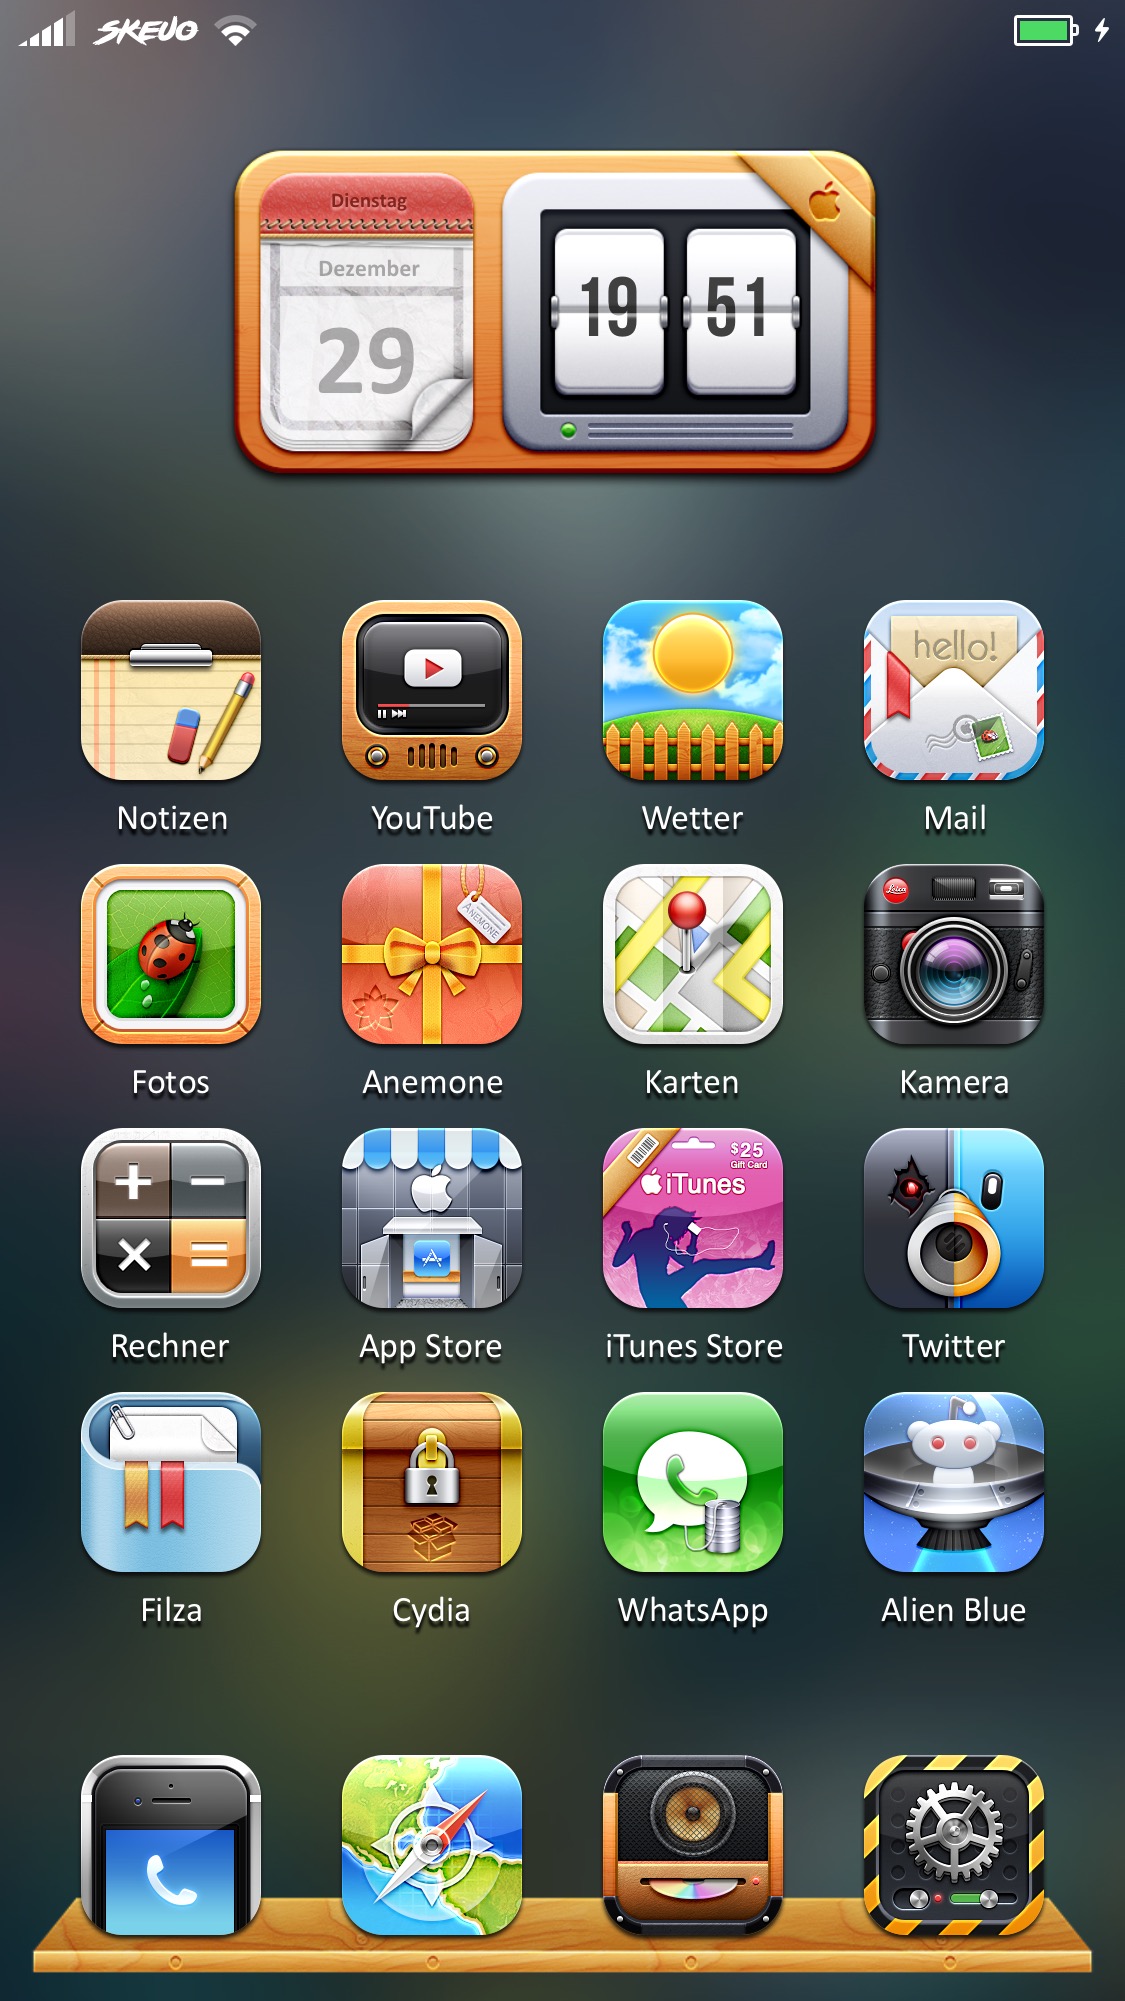 SKEUO
Dienstag
Dezember
29
19 51
hello!
Notizen YouTube Wetter Mail
ANEMONE
Leica
Fotos Anemone Karten Kamera
$25
Gift Card
iTunes
Rechner App Store iTunes Store Twitter
Filza Cydia WhatsApp Alien Blue